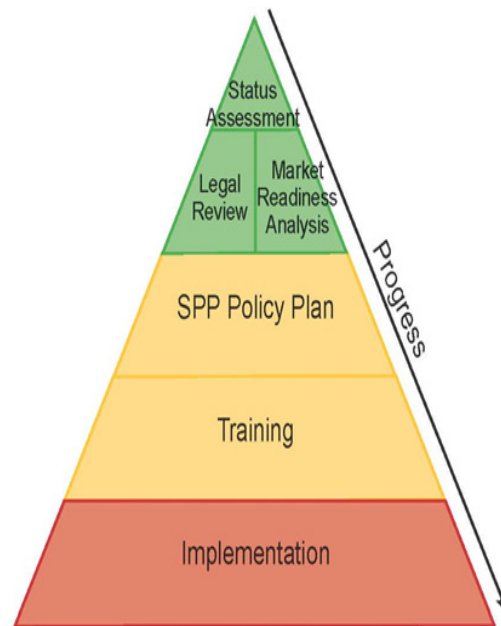 Status
Assessment
Legal
Review
Market
Readiness
Analysis
Progress
SPP Policy Plan
Training
Implementation